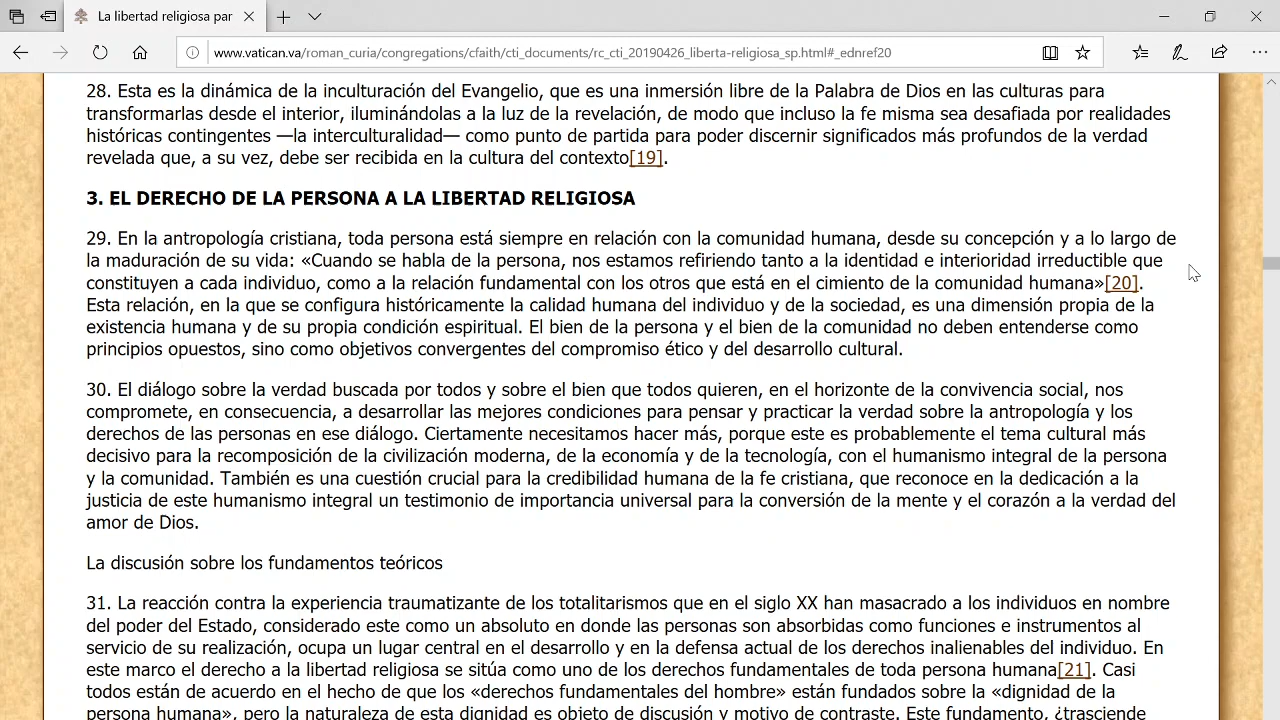 La libertad religiosa par
www.vatican.va/roman_curia/congregations/cfaith/cti_documents/rc_cti_20190426_liberta-religiosa_sp.html#_ednref20
28. Esta es la dinámica de la inculturación del Evangelio, que es una inmersión libre de la Palabra de Dios en las culturas para
transformarlas desde el interior, iluminándolas a la luz de la revelación, de modo que incluso la fe misma sea desafiada por realidades
históricas contingentes —la interculturalidad— como punto de partida para poder discernir significados más profundos de la verdad
revelada que, a su vez, debe ser recibida en la cultura del contexto[19].
3. EL DERECHO DE LA PERSONA A LA LIBERTAD RELIGIOSA
29. En la antropología cristiana, toda persona está siempre en relación con la comunidad humana, desde su concepción y a lo largo de
la maduración de su vida: «Cuando se habla de la persona, nos estamos refiriendo tanto a la identidad e interioridad irreductible que
constituyen a cada individuo, como a la relación fundamental con los otros que está en el cimiento de la comunidad humana»[20].
Esta relación, en la que se configura históricamente la calidad humana del individuo y de la sociedad, es una dimensión propia de la
existencia humana y de su propia condición espiritual. El bien de la persona y el bien de la comunidad no deben entenderse como
principios opuestos, sino como objetivos convergentes del compromiso ético y del desarrollo cultural.
30. El diálogo sobre la verdad buscada por todos y sobre el bien que todos quieren, en el horizonte de la convivencia social, nos
compromete, en consecuencia, a desarrollar las mejores condiciones para pensar y practicar la verdad sobre la antropología y los
derechos de las personas en ese diálogo. Ciertamente necesitamos hacer más, porque este es probablemente el tema cultural más
decisivo para la recomposición de la civilización moderna, de la economía y de la tecnología, con el humanismo integral de la persona
y la comunidad. También es una cuestión crucial para la credibilidad humana de la fe cristiana, que reconoce en la dedicación a la
justicia de este humanismo integral un testimonio de importancia universal para la conversión de la mente y el corazón a la verdad del
amor de Dios.
La discusión sobre los fundamentos teóricos
31. La reacción contra la experiencia traumatizante de los totalitarismos que en el siglo XX han masacrado a los individuos en nombre
del poder del Estado, considerado este como un absoluto en donde las personas son absorbidas como funciones e instrumentos al
servicio de su realización, ocupa un lugar central en el desarrollo y en la defensa actual de los derechos inalienables del individuo. En
este marco el derecho a la libertad religiosa se sitúa como uno de los derechos fundamentales de toda persona humana[21]. Casi
todos están de acuerdo en el hecho de que los «derechos fundamentales del hombre» están fundados sobre la «dignidad de la
persona humana», pero la naturaleza de esta dignidad es objeto de discusión y motivo de contraste. Este fundamento, ¿trasciende